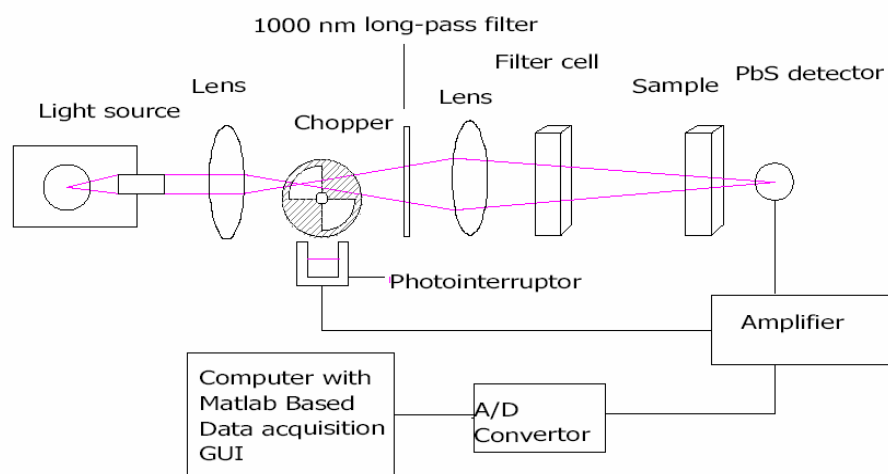 1000 nm long-pass filter
Filter cell
PbS detector
Lens
Lens
Sample
Light source
Chopper
Photointerruptor
Amplifier
Computer with
Matlab Based
Data acquisition
GUI
A/D
Convertor